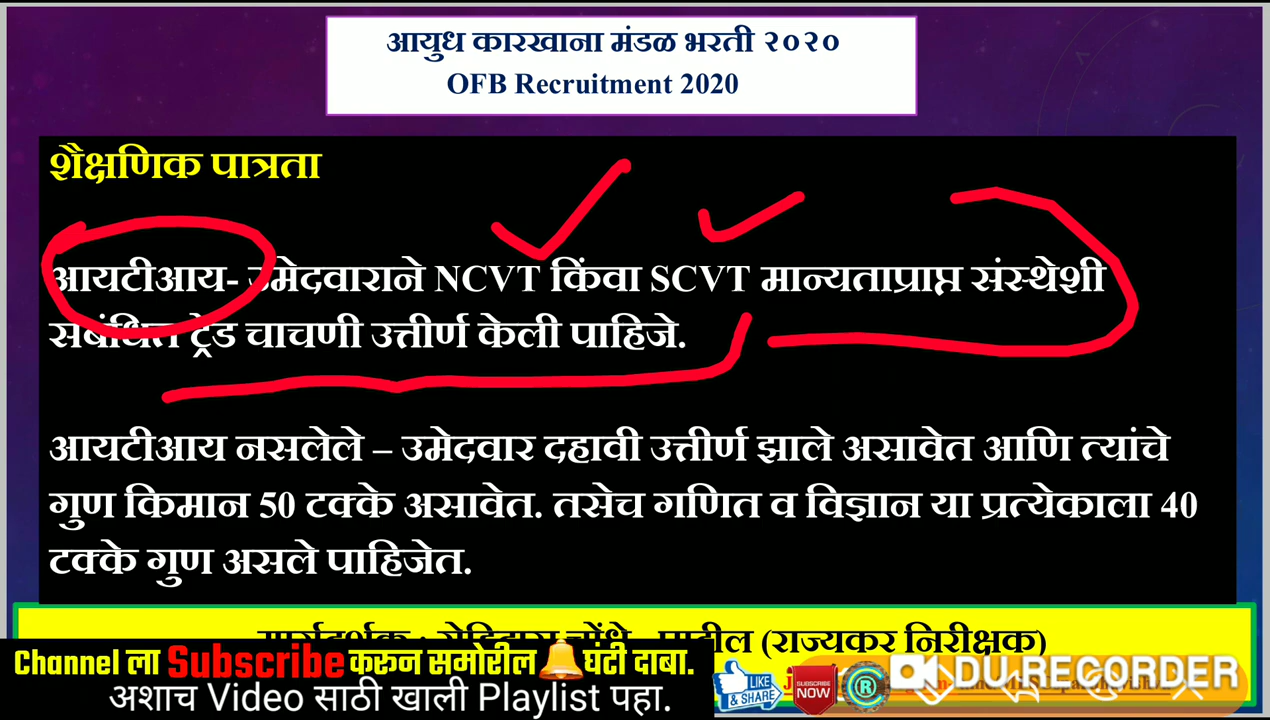 आयुध कारखाना मंडळ भरती २०२०
OFB Recruitment 2020
शैक्षणिक पात्रता
आयटीआय- उमेदवाराने NCVT किंवा SCVT मान्यताप्राप्त संस्थेशी
संबंधित ट्रेड चाचणी उत्तीर्ण केली पाहिजे.
आयटीआय नसलेले – उमेदवार दहावी उत्तीर्ण झाले असावेत आणि त्यांचे
गुण किमान 50 टक्के असावेत. तसेच गणित व विज्ञान या प्रत्येकाला 40
टक्के गुण असले पाहिजेत.
(राज्यकर निरीक्षक)
Channel ला Subscribe करून समोरील घंटी दाबा.
अशाच Video साठी खाली Playlist पहा.
LIKE & SHARE
SUBSCRIBE NOW
R
DU RECORDER